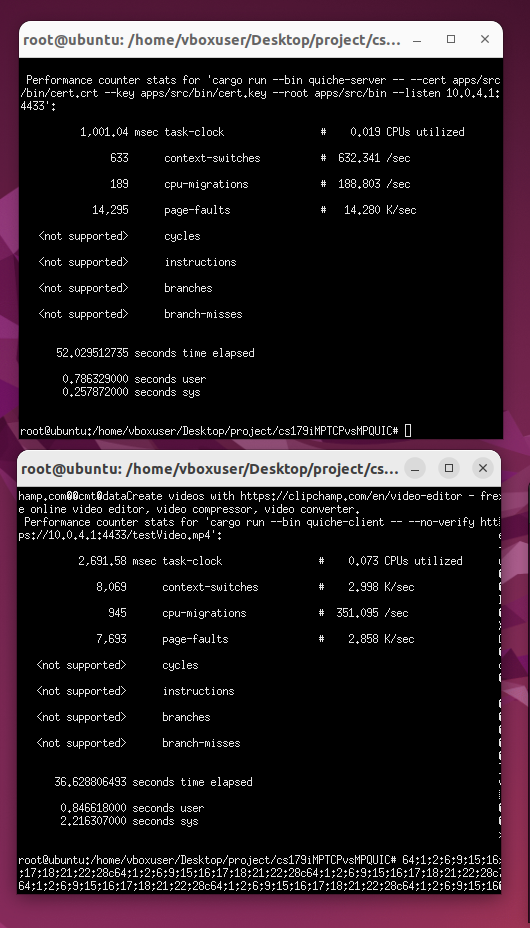 root@ubuntu: /home/vboxuser/Desktop/project/cs...
Performance counter stats for 'cargo run --bin quiche-server -- --cert apps/src
/bin/cert.crt --key apps/src/bin/cert.key --root apps/src/bin --listen 10.0.4.1:
4433':
1,001.04 msec task-clock # 0.019 CPUs utilized
633 context-switches # 632.341 /sec
189 cpu-migrations # 188.803 /sec
14,295 page-faults # 14.280 K/sec
<not supported> cycles
<not supported> instructions
<not supported> branches
<not supported> branch-misses
52.029512735 seconds time elapsed
0.786329000 seconds user
0.257872000 seconds sys
root@ubuntu:/home/vboxuser/Desktop/project/cs179iMPTCPvsMPQUIC#
root@ubuntu: /home/vboxuser/Desktop/project/cs...
hamp.com��cmt�dataCreate videos with https://clipchamp.com/en/video-editor - fre
e online video editor, video compressor, video converter.
Performance counter stats for 'cargo run --bin quiche-client -- --no-verify htt
ps://10.0.4.1:4433/testVideo.mp4':
2,691.58 msec task-clock # 0.073 CPUs utilized
8,069 context-switches # 2.998 K/sec
945 cpu-migrations # 351.095 /sec
7,693 page-faults # 2.858 K/sec
<not supported> cycles
<not supported> instructions
<not supported> branches
<not supported> branch-misses
36.628806493 seconds time elapsed
0.846618000 seconds user
2.216307000 seconds sys
root@ubuntu:/home/vboxuser/Desktop/project/cs179iMPTCPvsMPQUIC# 64;1;2;6;9;15;16
;17;18;21;22;28c64;1;2;6;9;15;16;17;18;21;22;28c64;1;2;6;9;15;16;17;18;21;22;28c
64;1;2;6;9;15;16;17;18;21;22;28c64;1;2;6;9;15;16;17;18;21;22;28c64;1;2;6;9;15;16